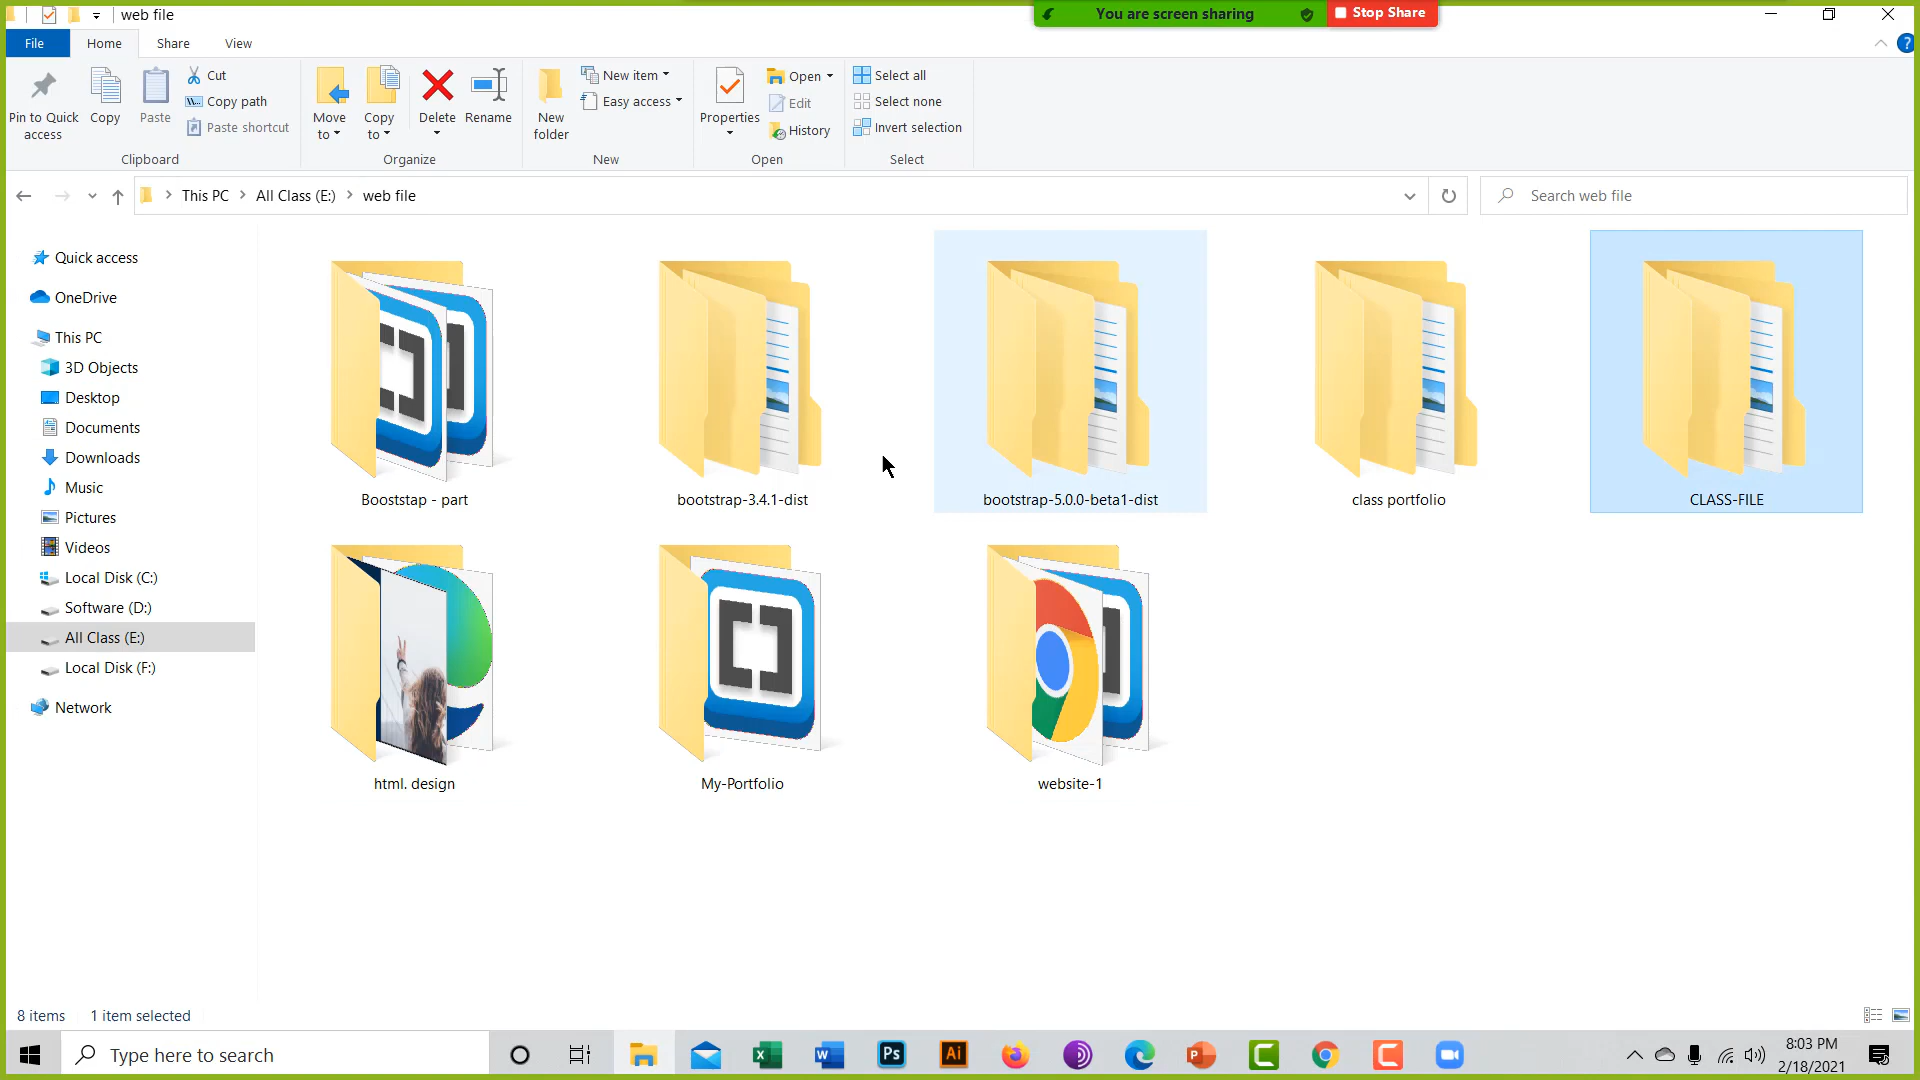 web file
You are screen sharing
Stop Share
File
Home
Share
View
?
Pin to Quick
access
Copy
Paste
Cut
Copy path
Paste shortcut
Clipboard
Move
to
Copy
to
Delete
Rename
Organize
New
folder
New item
Easy access
New
Properties
Open
Edit
History
Open
Select all
Select none
Invert selection
Select
This PC
All Class (E:)
web file
Search web file
Quick access
OneDrive
This PC
3D Objects
Desktop
Documents
Downloads
Music
Pictures
Videos
Local Disk (C:)
Software (D:)
All Class (E:)
Local Disk (F:)
Network
Booststap - part
bootstrap-3.4.1-dist
bootstrap-5.0.0-beta1-dist
class portfolio
CLASS-FILE
html. design
My-Portfolio
website-1
8 items
1 item selected
Type here to search
Ps
Ai
8:03 PM
2/18/2021